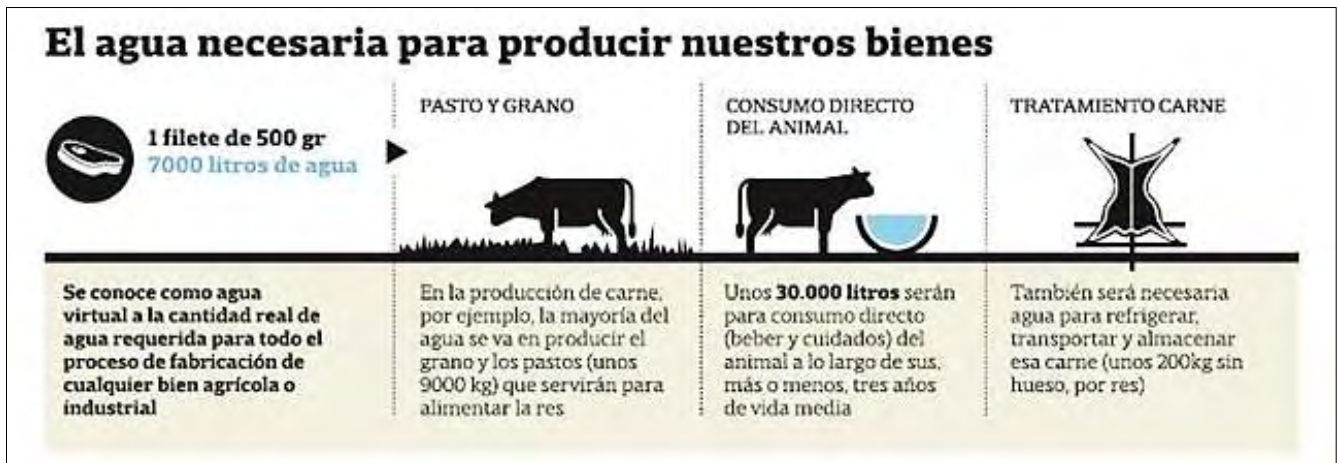 El agua necesaria para producir nuestros bienes
1 filete de 500 gr
7000 litros de agua
PASTO Y GRANO
CONSUMO DIRECTO
DEL ANIMAL
TRATAMIENTO CARNE
Se conoce como agua
virtual a la cantidad real de
agua requerida para todo el
proceso de fabricación de
cualquier bien agrícola o
industrial
En la producción de carne,
por ejemplo, la mayoría del
agua se va en producir el
grano y los pastos (unos
9000 kg) que servirán para
alimentar la res
Unos 30.000 litros serán
para consumo directo
(beber y cuidados) del
animal a lo largo de sus,
más o menos, tres años
de vida media
También será necesaria
agua para refrigerar,
transportar y almacenar
esa carne (unos 200kg sin
hueso, por res)